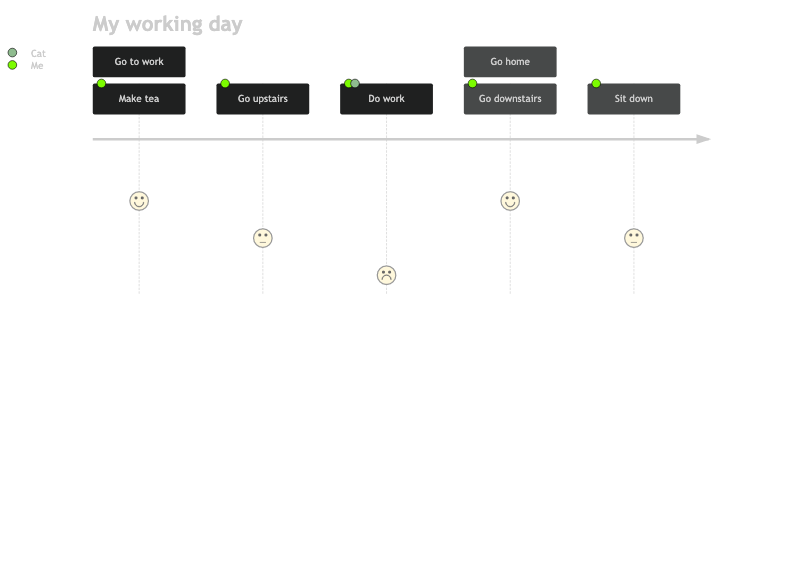 My working day
Cat
Me
Go to work
Go home
Make tea
Go upstairs
Do work
Go downstairs
Sit down